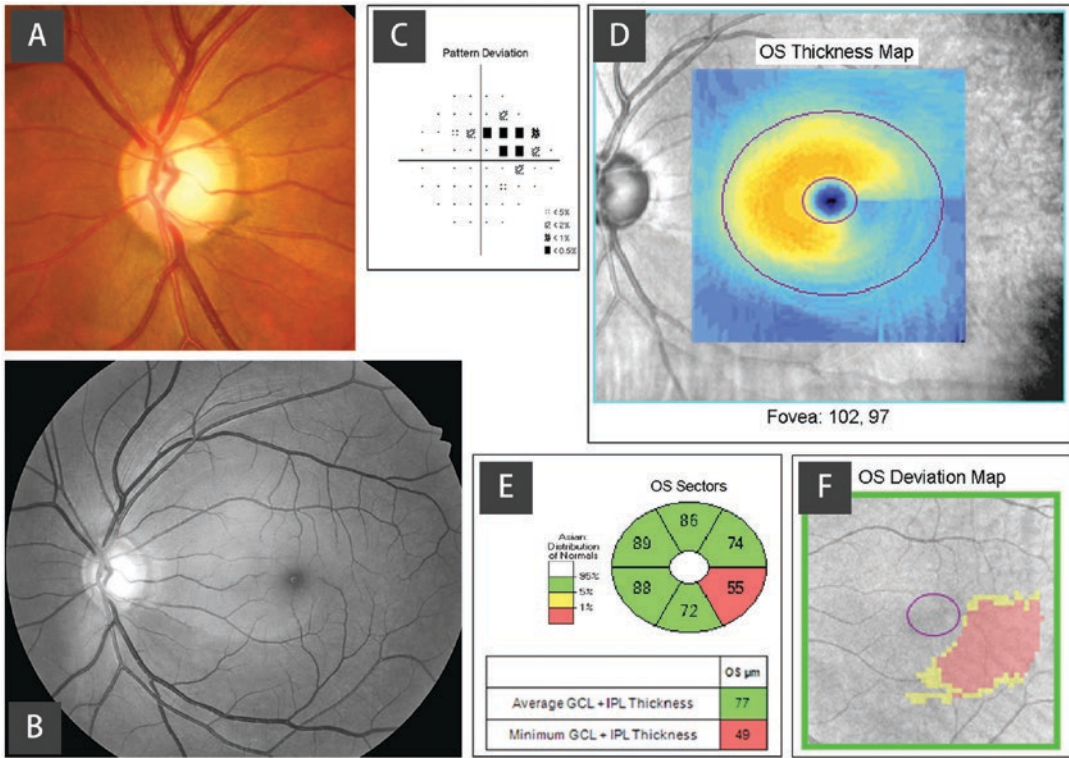 A
C
Pattern Deviation
< 5%
< 2%
< 1%
< 0.5%
D
OS Thickness Map
Fovea: 102, 97
B
E
OS Sectors
Asian:
Distribution
of Normals
95%
5%
1%
86
89
74
88
55
72
OS µm
Average GCL + IPL Thickness
77
Minimum GCL + IPL Thickness
49
F
OS Deviation Map